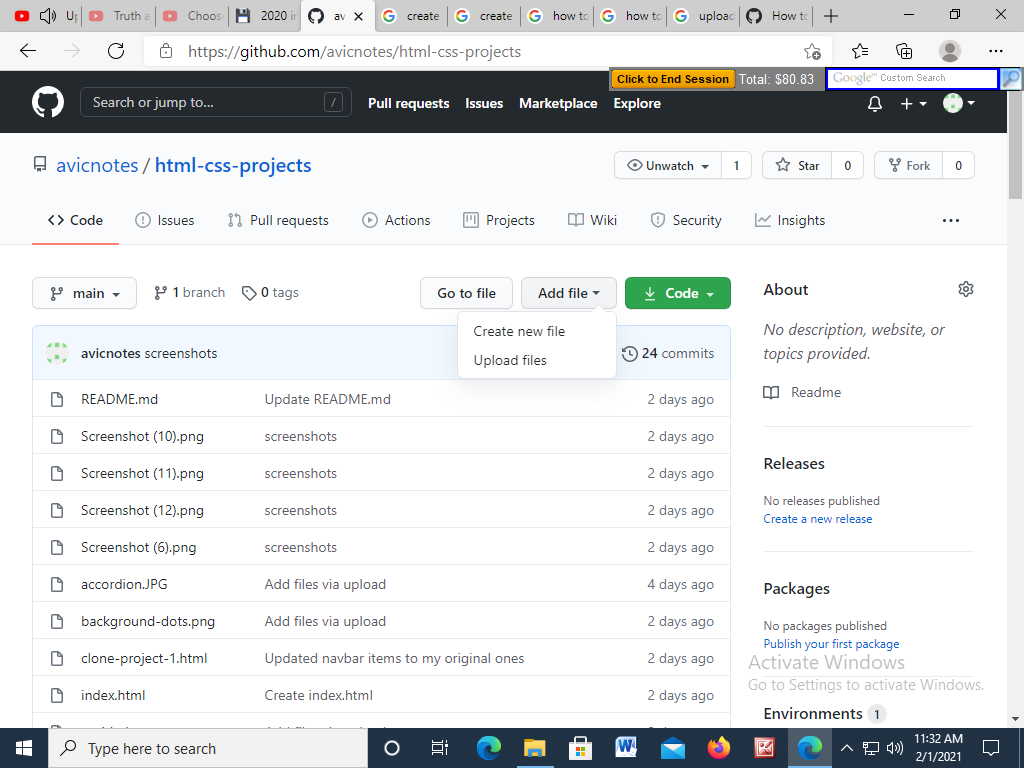 Up
Truth a
Choos
2020 i
av
create
create
how to
how to
upload
How to
https://github.com/avicnotes/html-css-projects
Click to End Session Total: $80.83 Google™ Custom Search
Search or jump to... / Pull requests Issues Marketplace Explore
avicnotes / html-css-projects Unwatch 1 Star 0 Fork 0
Code Issues Pull requests Actions Projects Wiki Security Insights ...
main 1 branch 0 tags Go to file Add file Code
Create new file
Upload files
avicnotes screenshots 24 commits
README.md Update README.md 2 days ago
Screenshot (10).png screenshots 2 days ago
Screenshot (11).png screenshots 2 days ago
Screenshot (12).png screenshots 2 days ago
Screenshot (6).png screenshots 2 days ago
accordion.JPG Add files via upload 4 days ago
background-dots.png Add files via upload 2 days ago
clone-project-1.html Updated navbar items to my original ones 2 days ago
index.html Create index.html 2 days ago
About
No description, website, or
topics provided.
Readme
Releases
No releases published
Create a new release
Packages
No packages published
Publish your first package
Activate Windows
Go to Settings to activate Windows.
Environments 1
Type here to search
11:32 AM
2/1/2021